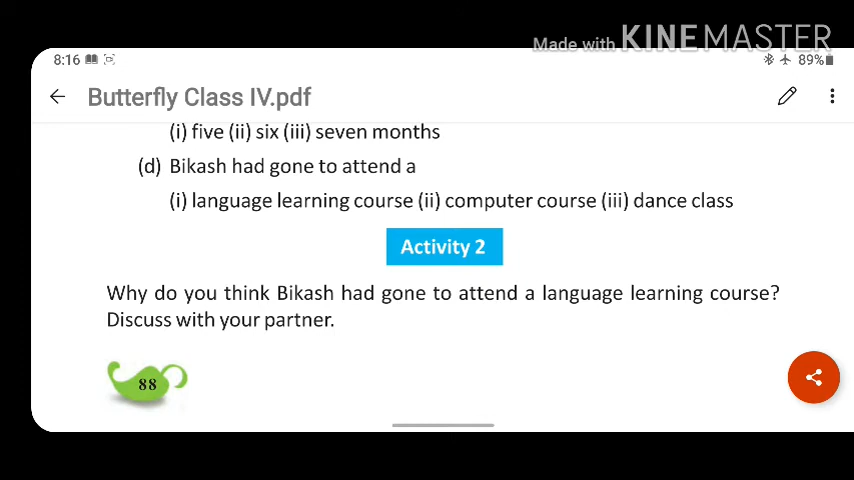 Made with KINEMASTER
8:16 89%
Butterfly Class IV.pdf
(i) five (ii) six (iii) seven months
(d) Bikash had gone to attend a
(i) language learning course (ii) computer course (iii) dance class
Activity 2
Why do you think Bikash had gone to attend a language learning course?
Discuss with your partner.
88